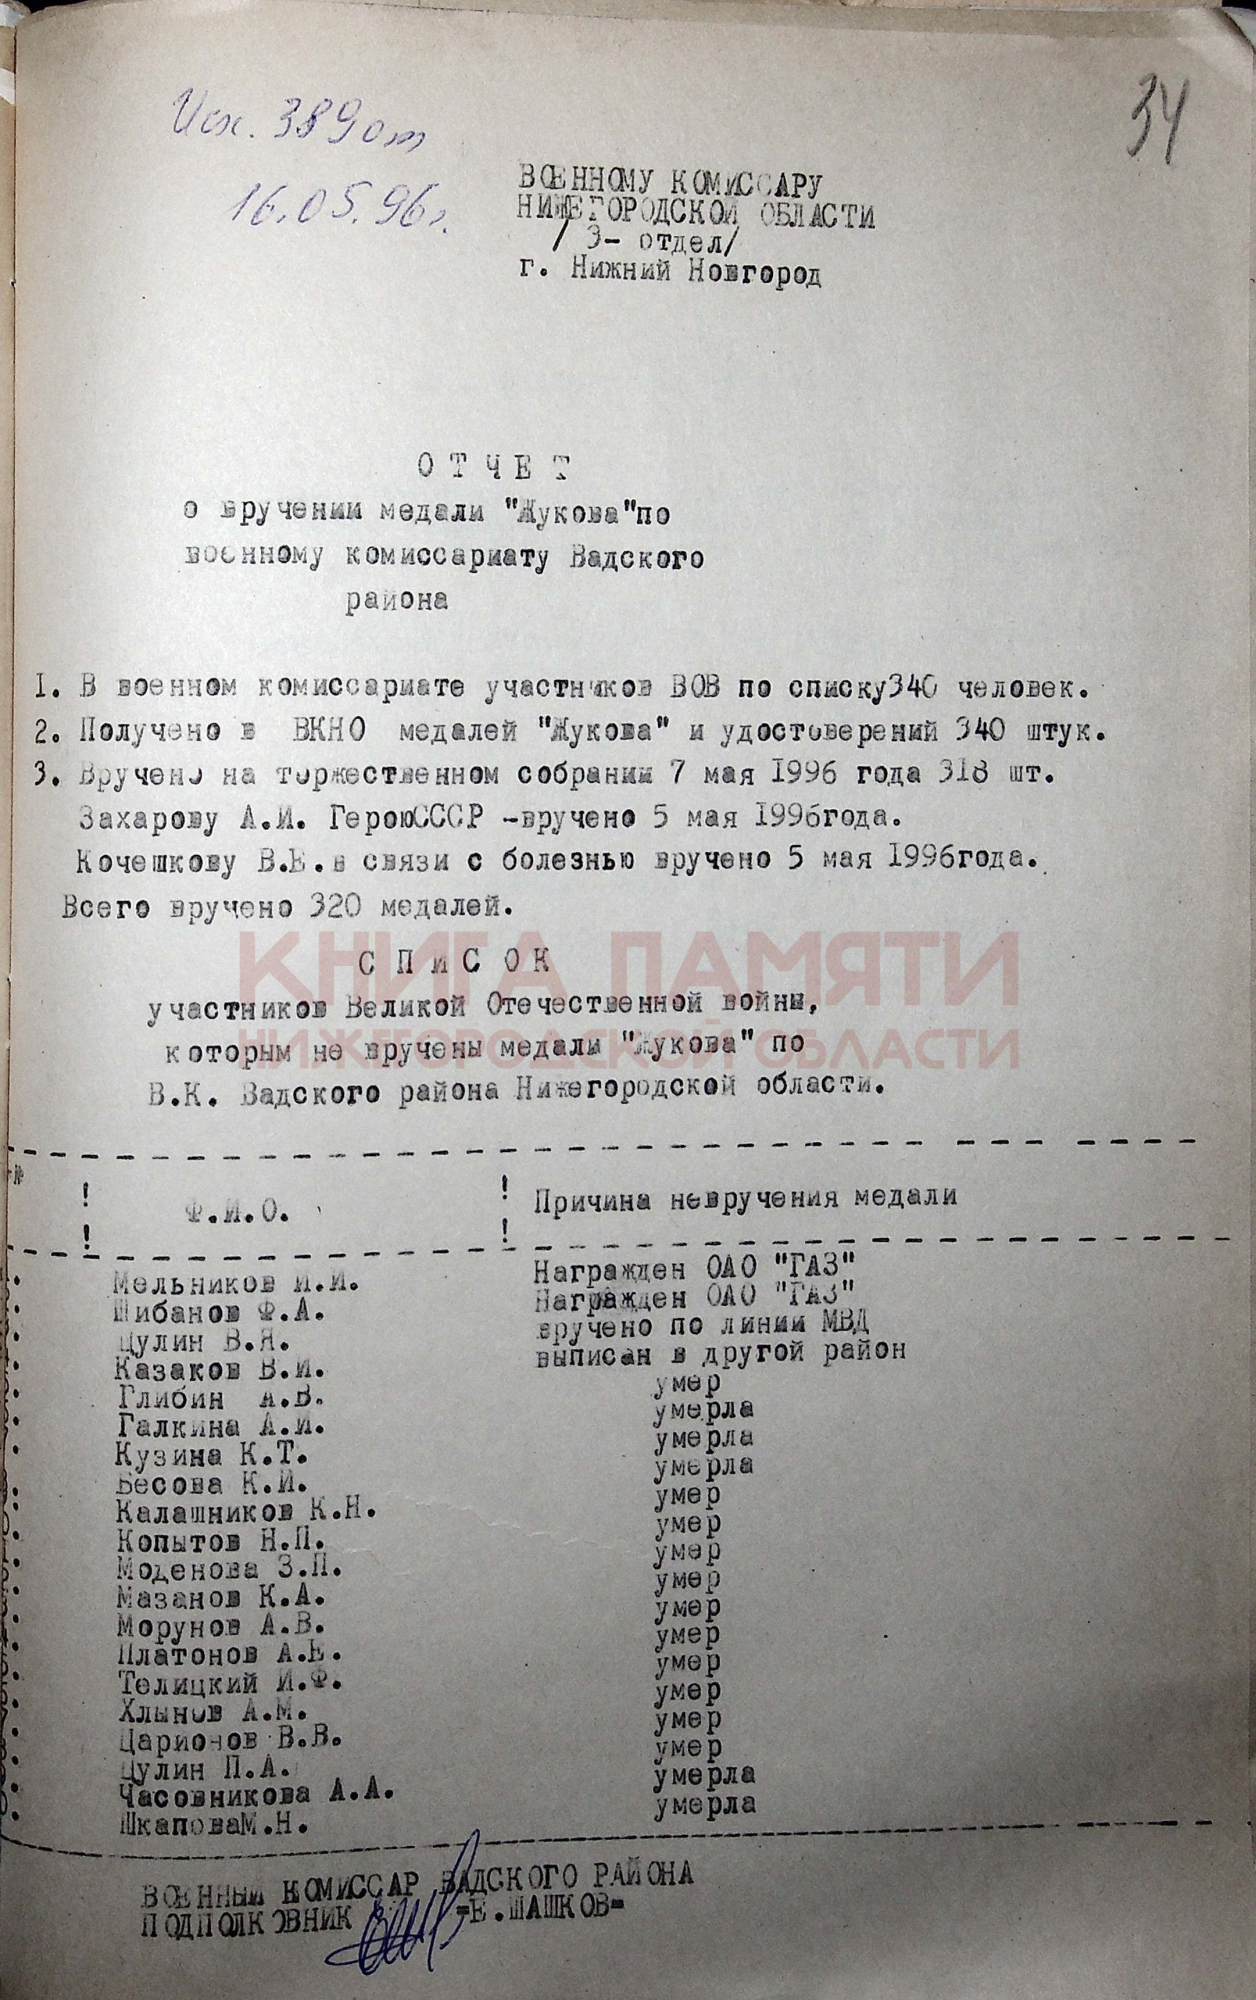 Исх. 389 от
34
16.05.96г.
ВОЕННОМУ КОМИССАРУ
НИЖЕГОРОДСКОЙ ОБЛАСТИ
/ 3- отдел/
г. Нижний Новгород
О Т Ч Е Т
о вручении медали "Жукова"по
военному комиссариату Вадского
района
1. В военном комиссариате участников ВОВ по списку340 человек.
2. Получено в ВКНО медалей "Жукова" и удостоверений 340 штук.
3. Вручено на торжественном собрании 7 мая 1996 года 318 шт.
Захарову А.И. ГероюСССР -вручено 5 мая 1996года.
Кочешкову В.Е.в связи с болезнью вручено 5 мая 1996года.
Всего вручено 320 медалей.
КНИГА ПАМЯТИ
НИЖЕГОРОДСКОЙ ОБЛАСТИ
С П И С О К
участников Великой Отечественной войны,
которым не вручены медалы "Жукова" по
В.К. Вадского района Нижегородской области.
№ ! Ф.И.О. ! Причина невручения медали
Мельников И.И. Награжден ОАО "ГАЗ"
Шибанов Ф.А. Награжден ОАО "ГАЗ"
Цулин В.Я. вручено по линии МВД
Казаков В.И. выписан в другой район
Глибин А.В. умер
Галкина А.И. умерла
Кузина К.Т. умерла
Бесова К.И. умерла
Калашников К.Н. умер
Копытов Н.П. умер
Моденова З.П. умер
Мазанов К.А. умер
Морунов А.В. умер
Платонов А.Е. умер
Телицкий И.Ф. умер
Хлынов А.М. умер
Царионов В.В. умер
Цулин П.А. умер
Часовникова А.А. умерла
ШкаповаМ.Н. умерла
ВОЕННЫЙ КОМИССАР ВАДСКОГО РАЙОНА
ПОДПОЛКОВНИК =Е.ШАШКОВ=